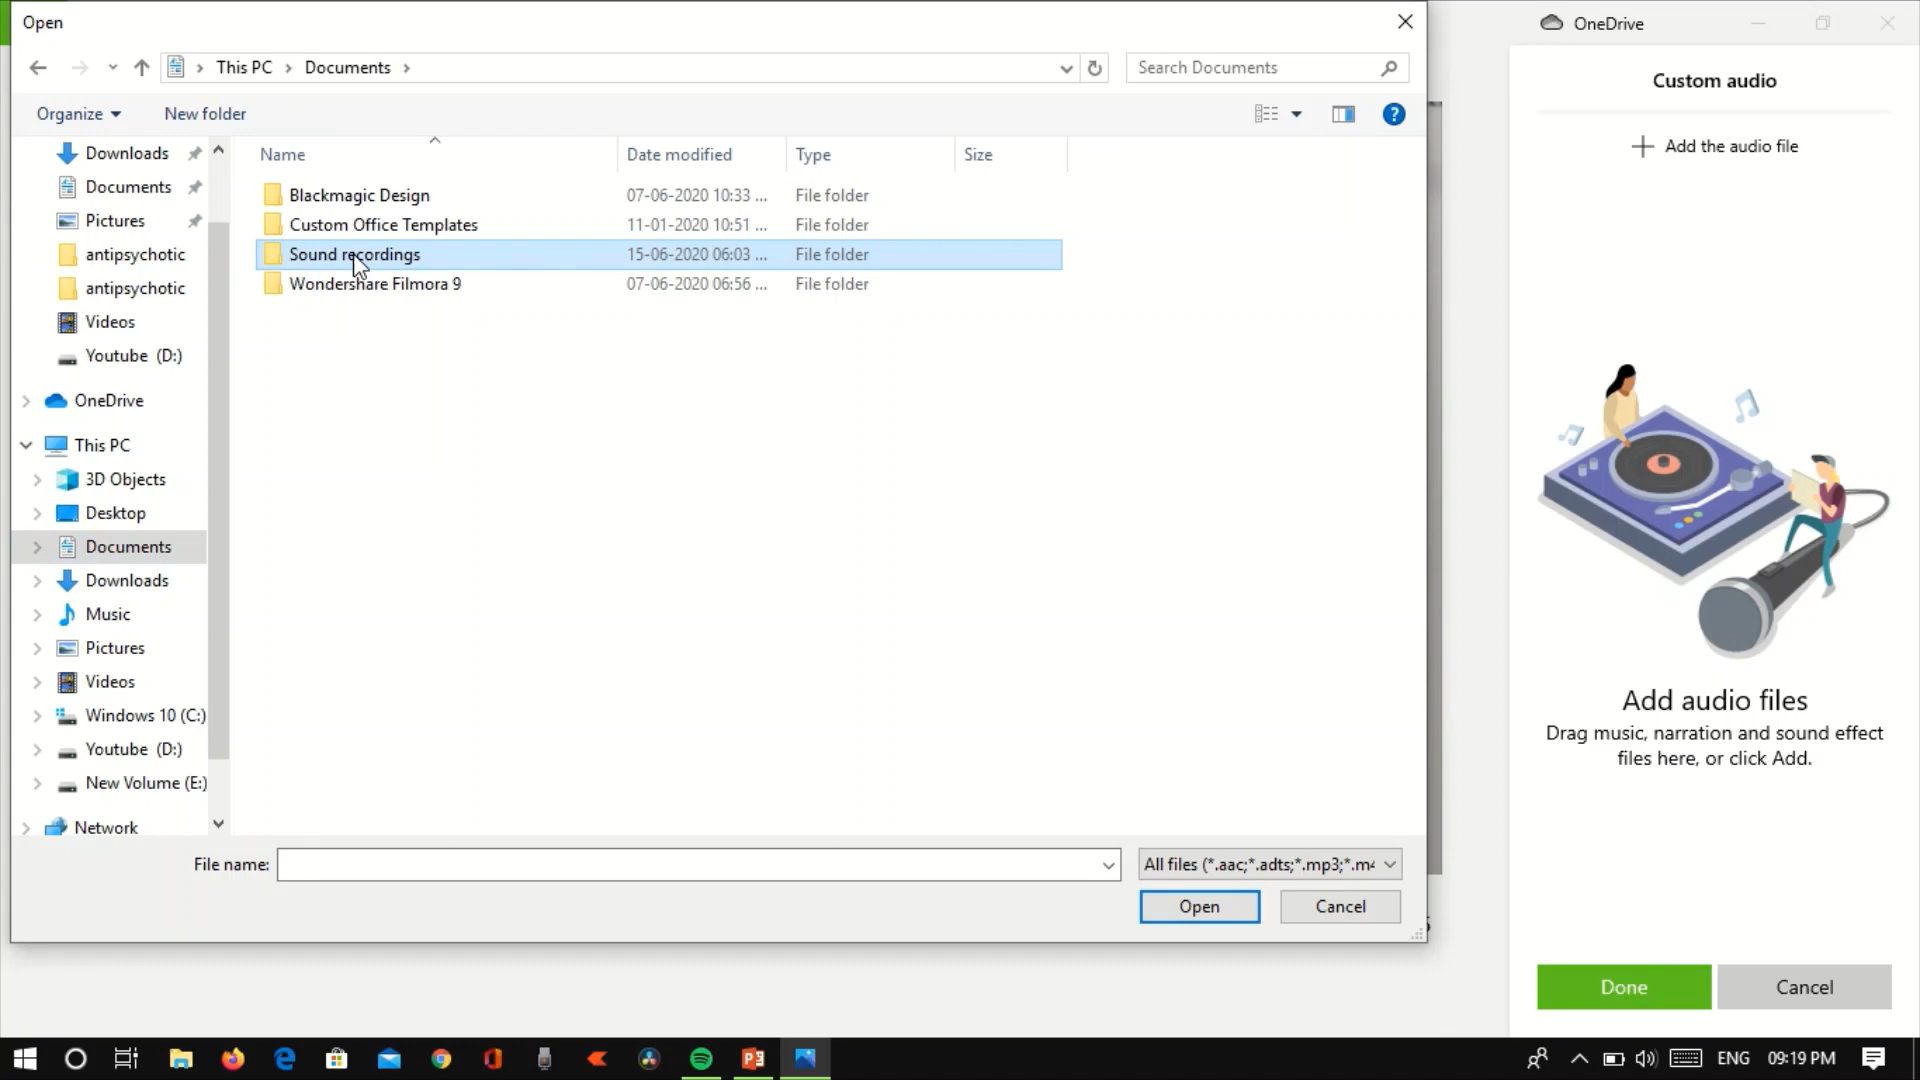 Open
OneDrive
This PC
Documents
Search Documents
Custom audio
Organize
New folder
Add the audio file
Downloads
Documents
Pictures
antipsychotic
antipsychotic
Videos
Youtube (D:)
OneDrive
This PC
3D Objects
Desktop
Documents
Downloads
Music
Pictures
Videos
Windows 10 (C:)
Youtube (D:)
New Volume (E:)
Network
Name Date modified Type Size
Blackmagic Design 07-06-2020 10:33 ... File folder
Custom Office Templates 11-01-2020 10:51 ... File folder
Sound recordings 15-06-2020 06:03 ... File folder
Wondershare Filmora 9 07-06-2020 06:56 ... File folder
File name:
All files (*.aac;*.adts;*.mp3;*.m4
Open
Cancel
Add audio files
Drag music, narration and sound effect
files here, or click Add.
Done
Cancel
ENG
09:19 PM